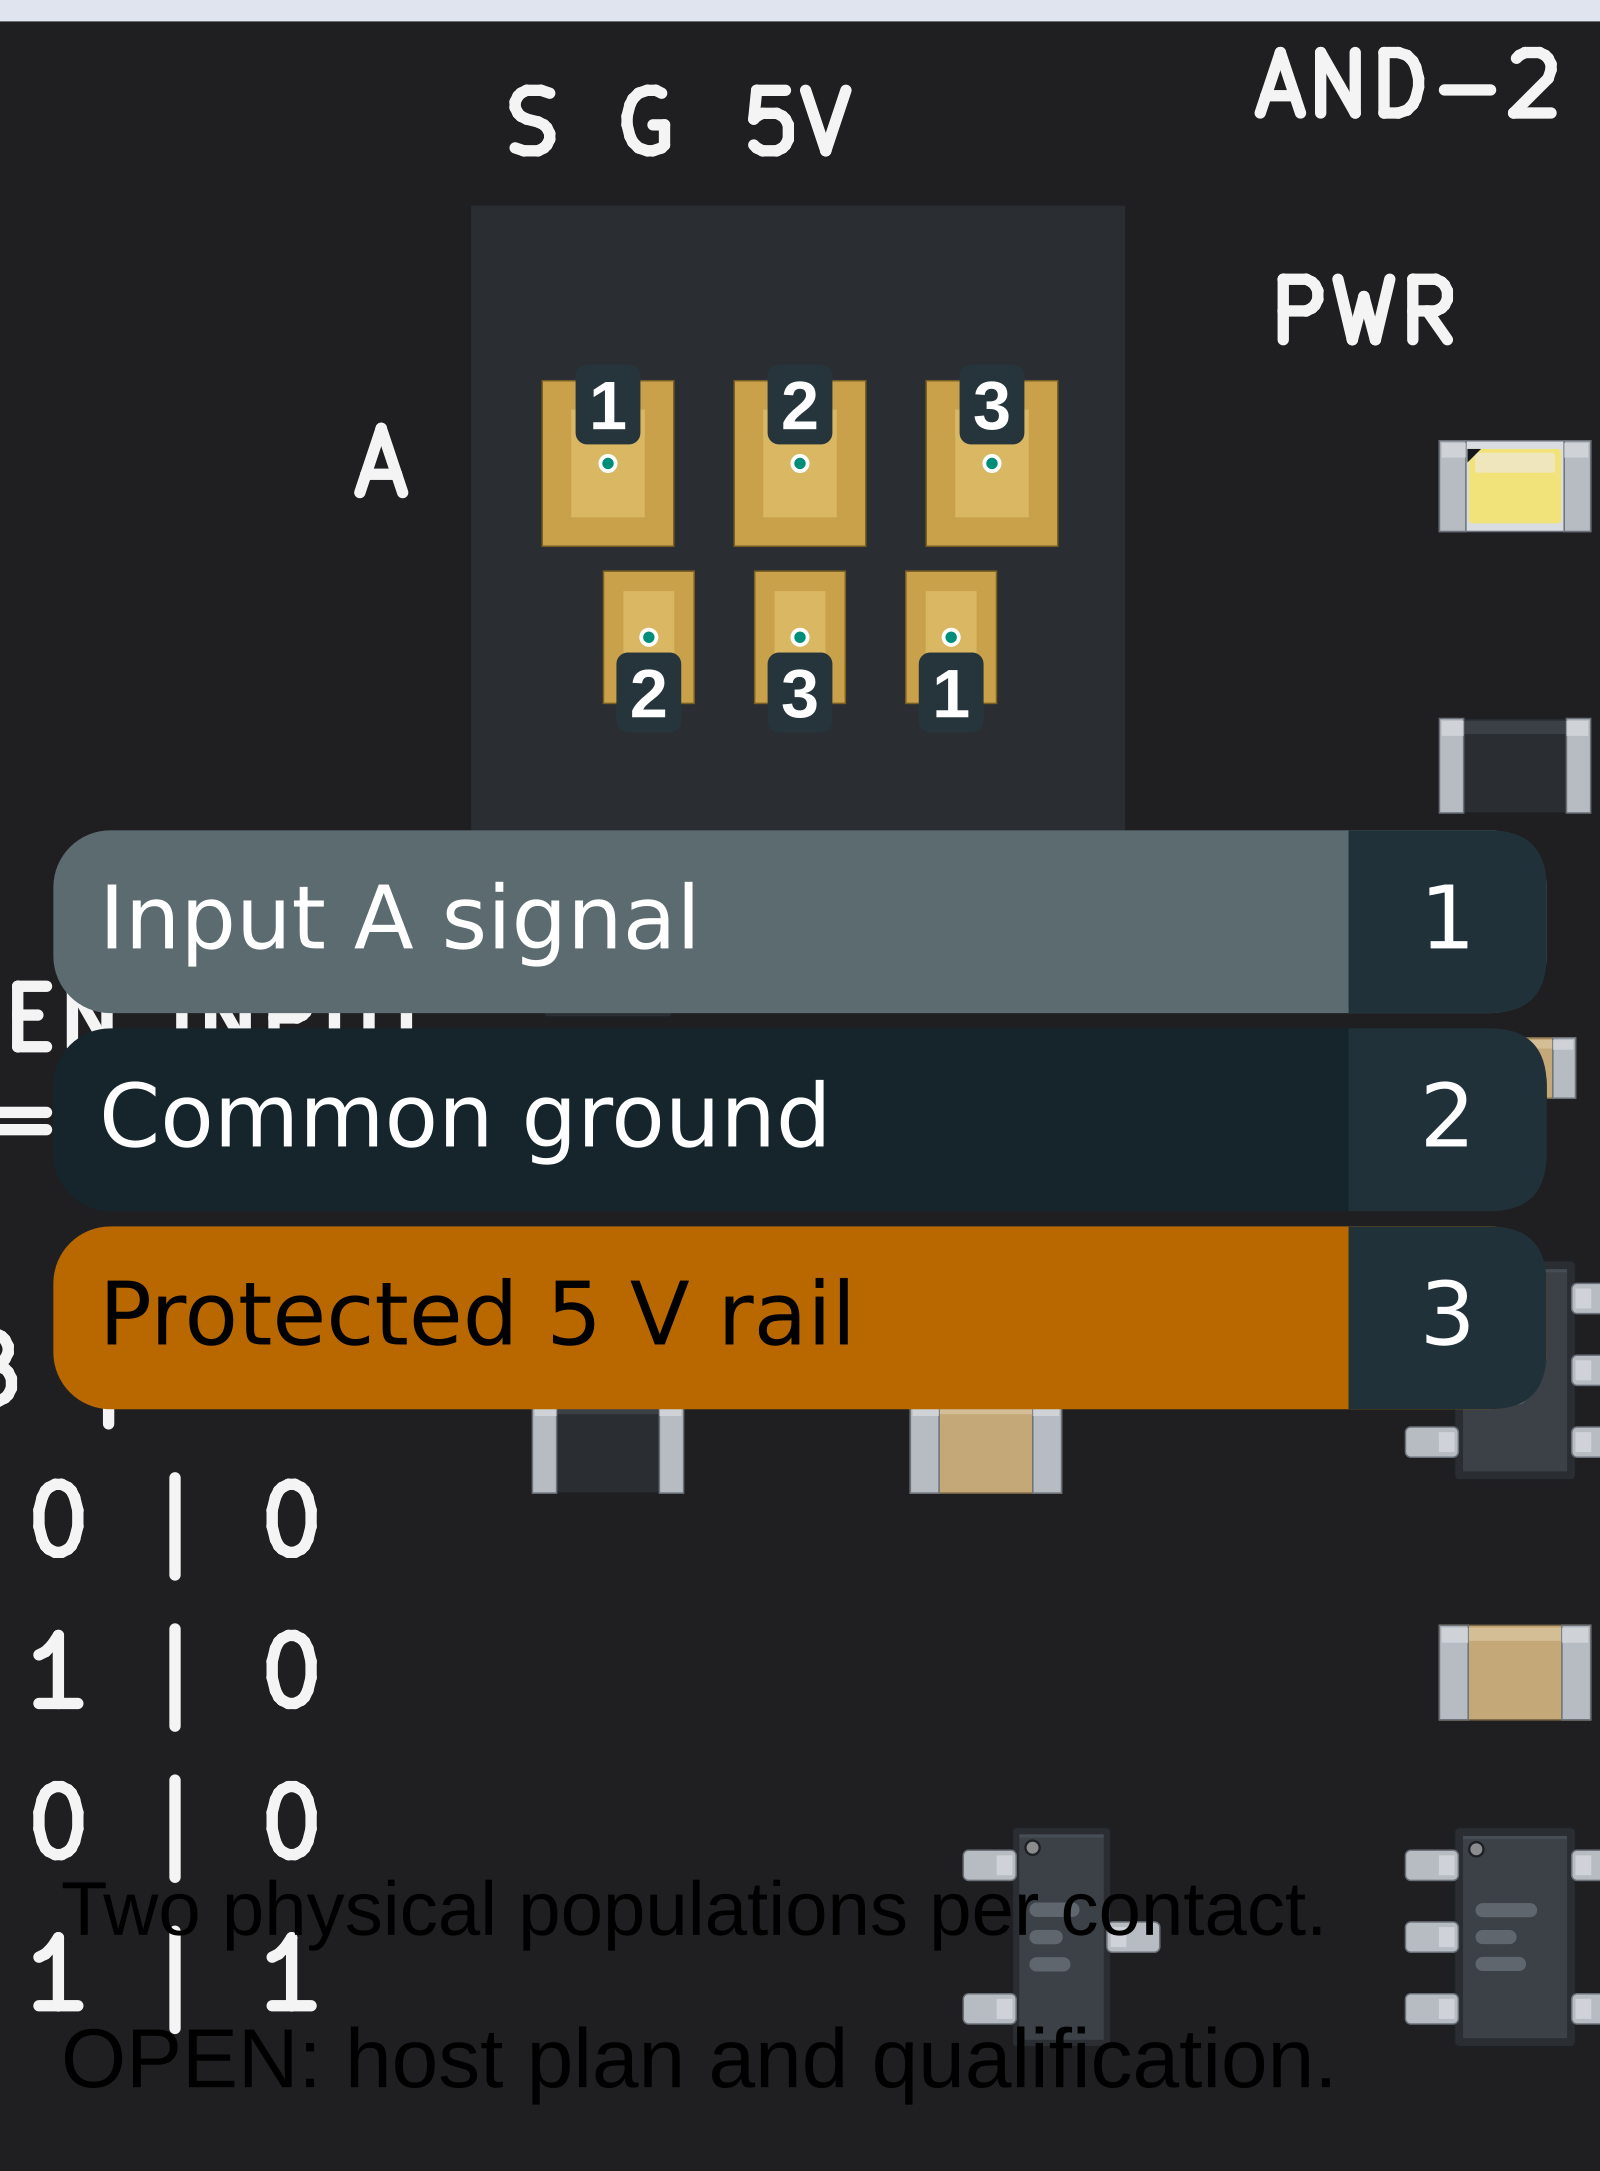 AND-2
S G 5V
PWR
1 2 3
A
2 3 1
Input A signal 1
Common ground 2
Protected 5 V rail 3
0 | 0
1 | 0
0 | 0
Two physical populations per contact.
1 | 1
OPEN: host plan and qualification.